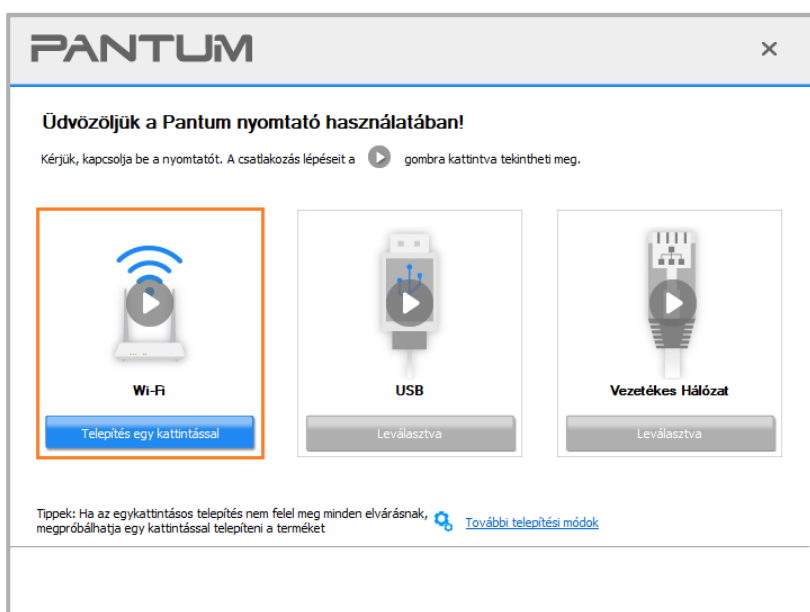 PANTUM
Üdvözöljük a Pantum nyomtató használatában!
Kérjük, kapcsolja be a nyomtatót. A csatlakozás lépéseit a gombra kattintva tekintheti meg.
Wi-Fi
USB
Vezetékes Hálózat
Telepítés egy kattintással
Leválasztva
Leválasztva
Tippek: Ha az egykattintásos telepítés nem felel meg minden elvárásnak,
megpróbálhatja egy kattintással telepíteni a terméket
További telepítési módok